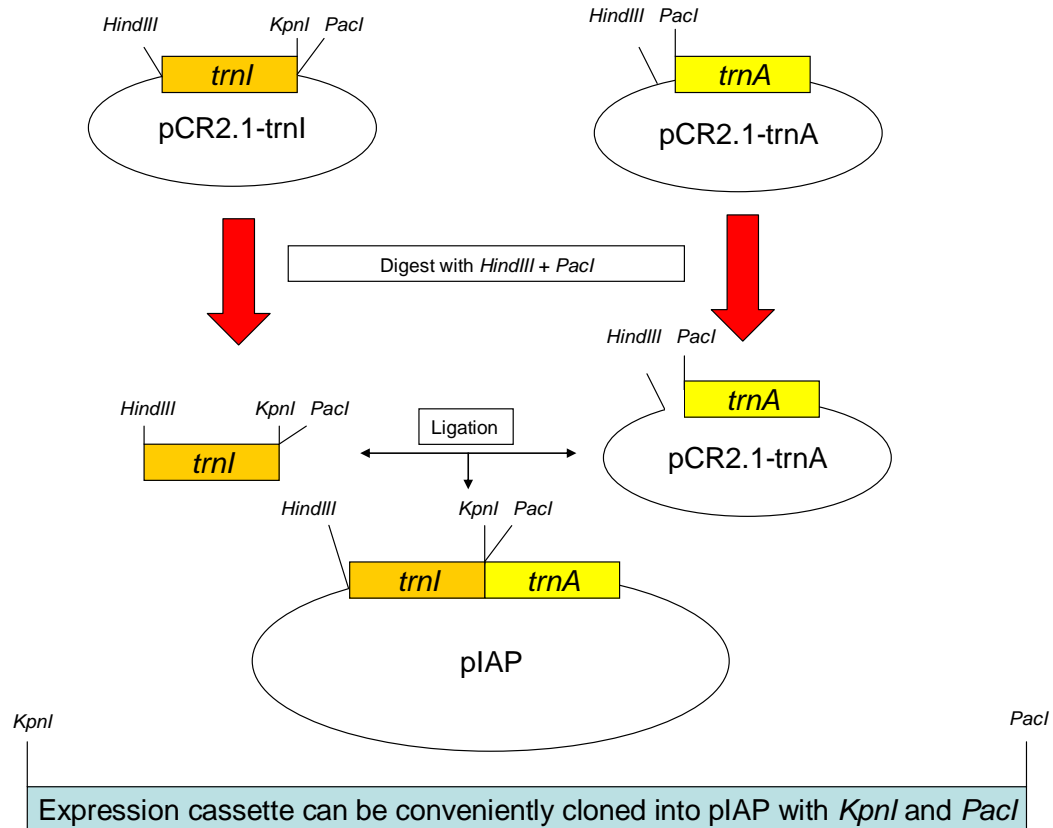 HindIII KpnI PacI
trnI
pCR2.1-trnI
HindIII PacI
trnA
pCR2.1-trnA
Digest with HindIII + PacI
HindIII KpnI PacI
trnI
Ligation
HindIII PacI
trnA
pCR2.1-trnA
HindIII KpnI PacI
trnI trnA
pIAP
KpnI PacI
Expression cassette can be conveniently cloned into pIAP with KpnI and PacI